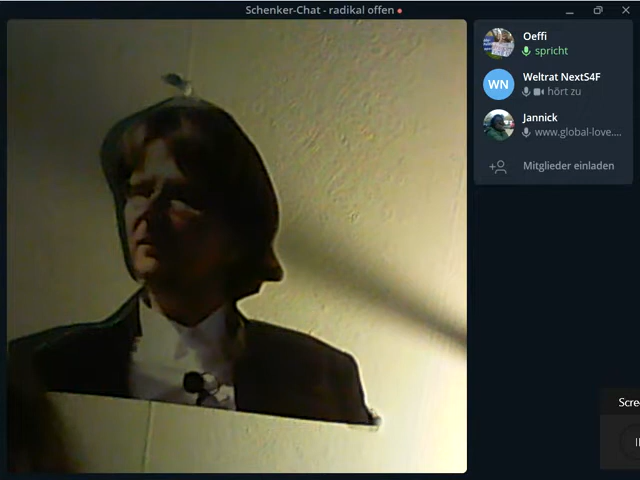 Schenker-Chat - radikal offen
Oeffi
spricht
WN
Weltrat NextS4F
hört zu
Jannick
www.global-love....
Mitglieder einladen
Scre